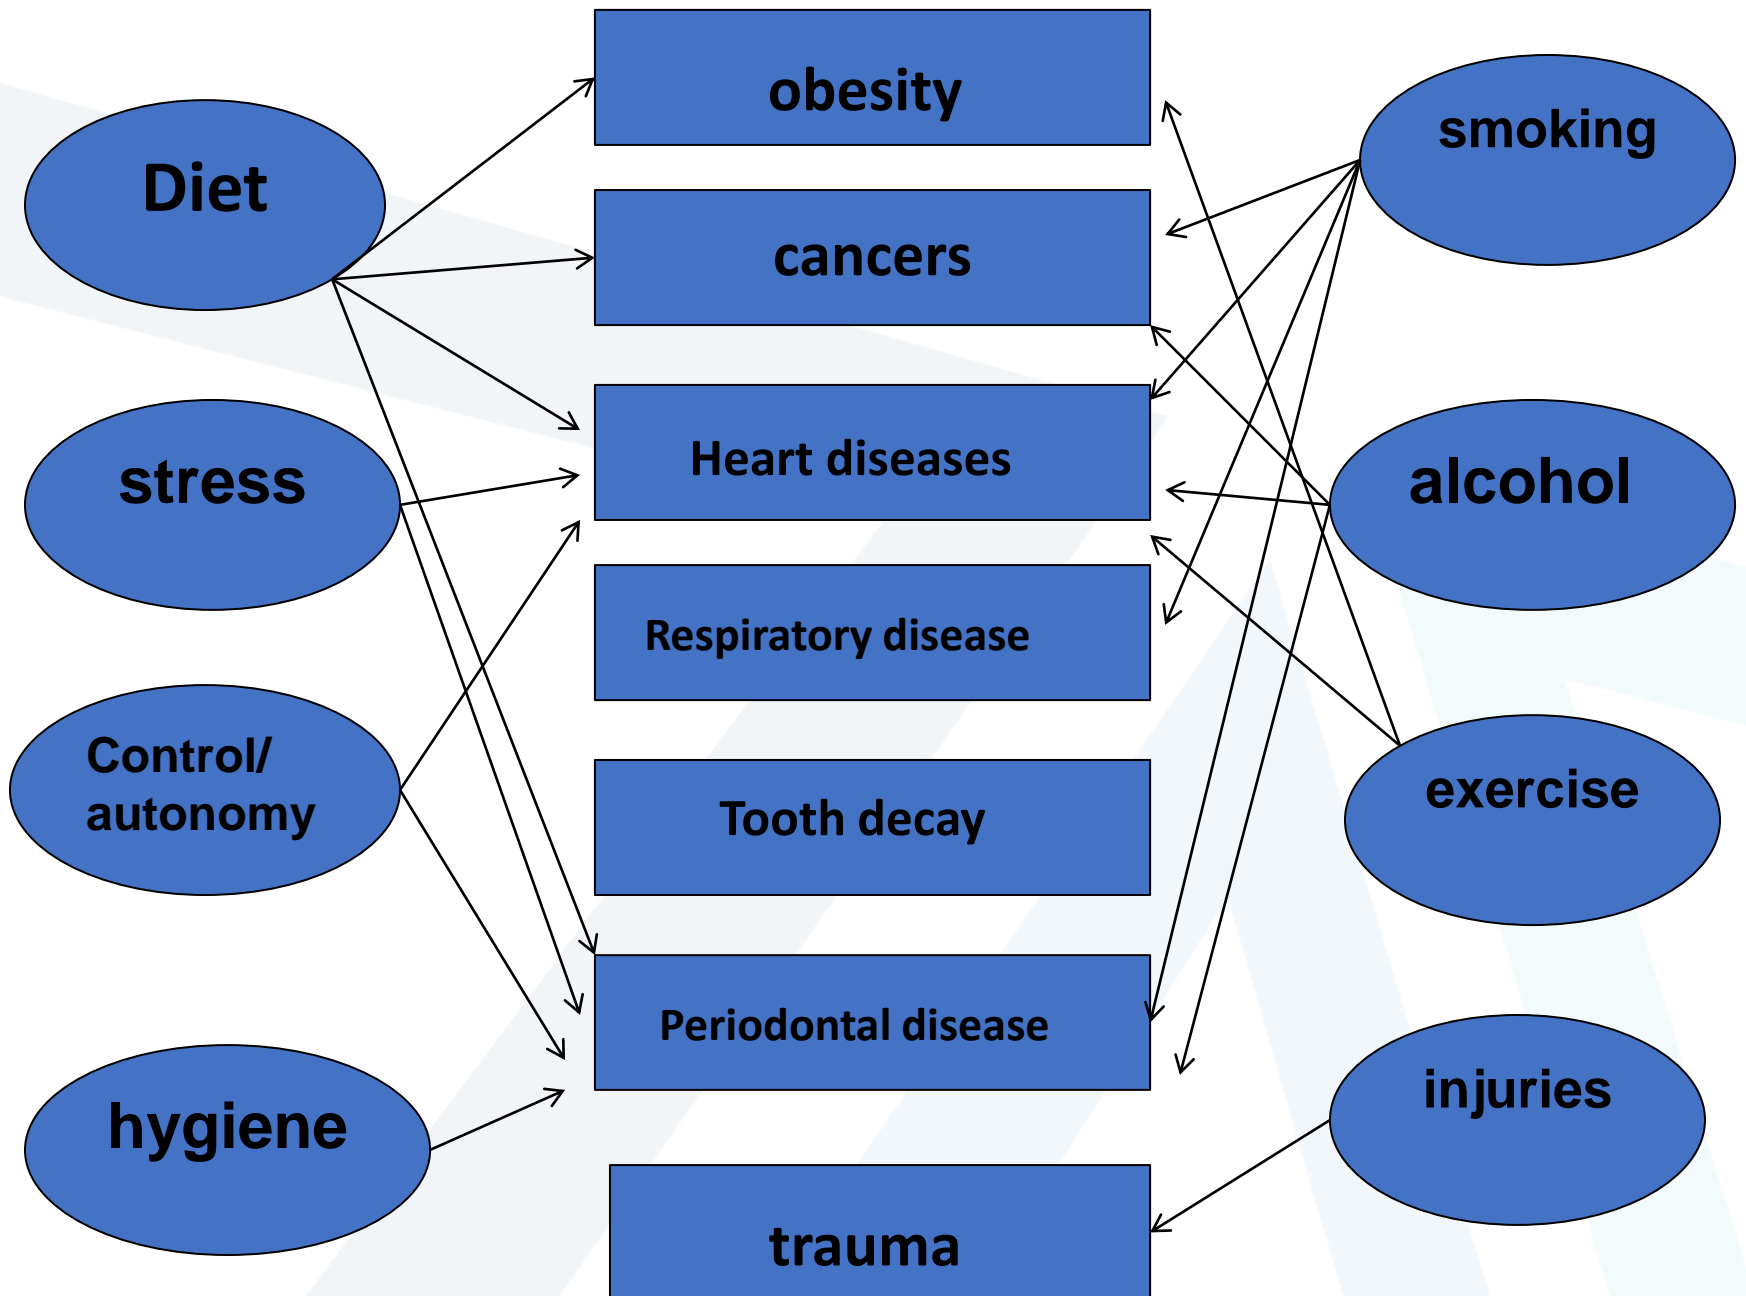 obesity
smoking
Diet
cancers
Heart diseases
stress
alcohol
Respiratory disease
Control/
autonomy
exercise
Tooth decay
Periodontal disease
injuries
hygiene
trauma